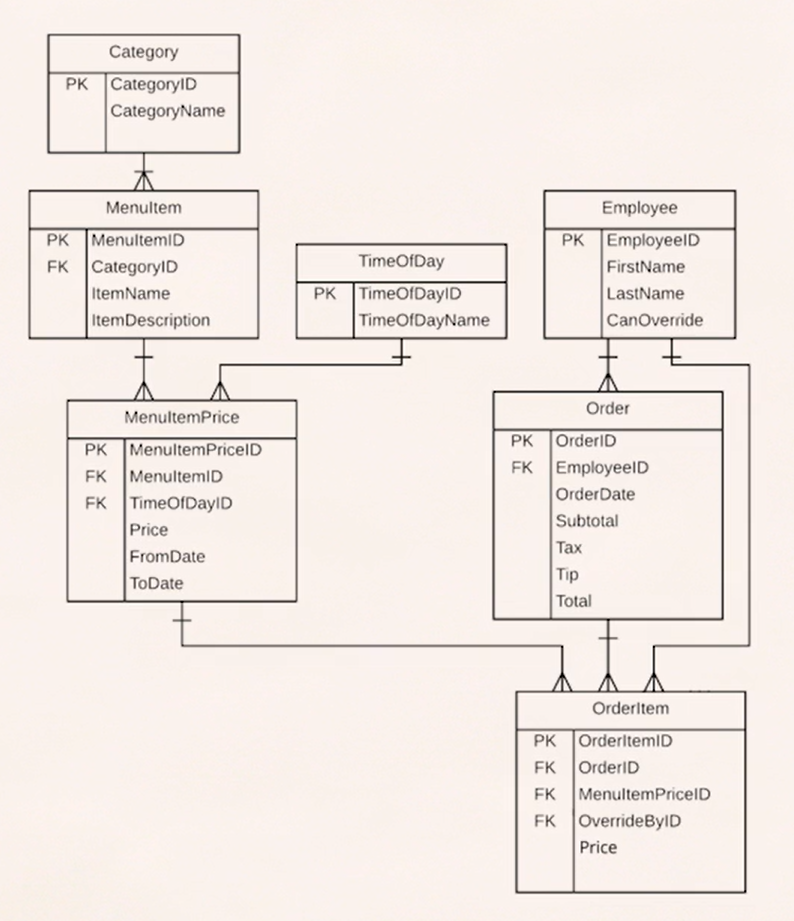 Category
PK CategoryID
CategoryName
MenuItem
PK MenuItemID
FK CategoryID
ItemName
ItemDescription
TimeOfDay
PK TimeOfDayID
TimeOfDayName
Employee
PK EmployeeID
FirstName
LastName
CanOverride
MenuItemPrice
PK MenuItemPriceID
FK MenuItemID
FK TimeOfDayID
Price
FromDate
ToDate
Order
PK OrderID
FK EmployeeID
OrderDate
Subtotal
Tax
Tip
Total
OrderItem
PK OrderItemID
FK OrderID
FK MenuItemPriceID
FK OverrideByID
Price